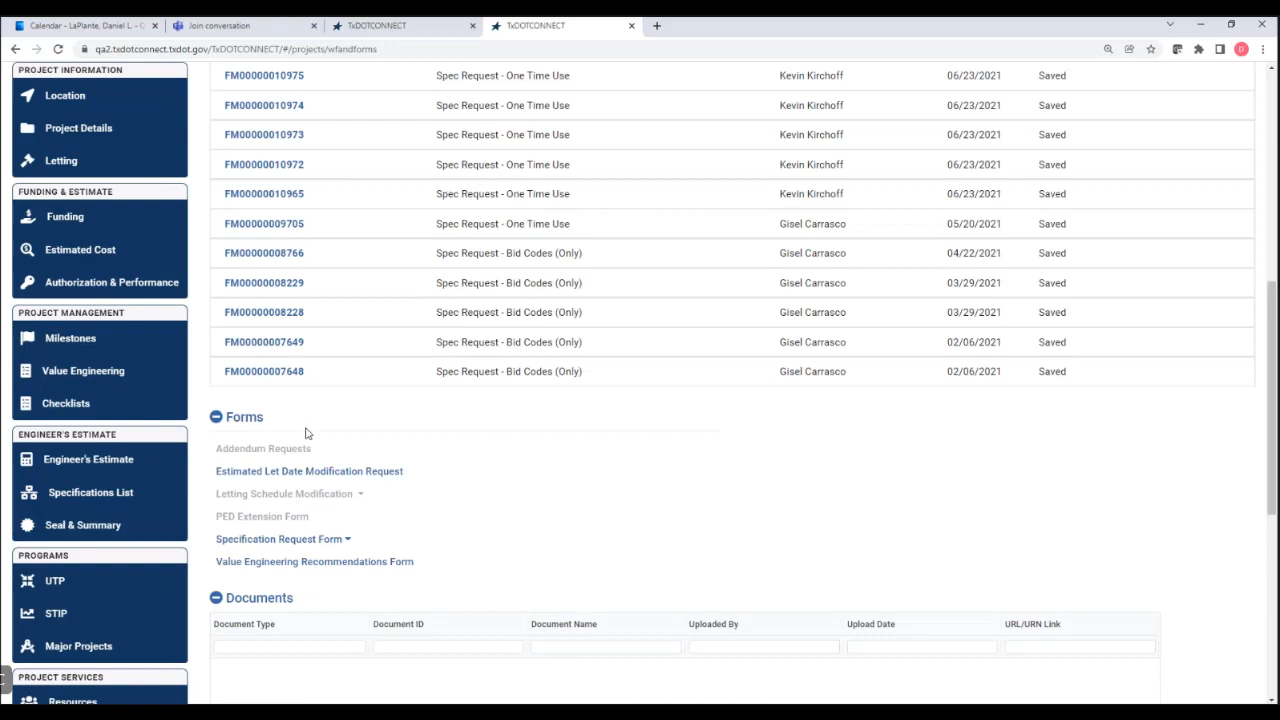 Calendar - LaPlante, Daniel L. - O
Join conversation
TxDOTCONNECT
TxDOTCONNECT
qa2.txdotconnect.txdot.gov/TxDOTCONNECT/#/projects/wfandforms
D
PROJECT INFORMATION
Location
Project Details
Letting
FUNDING & ESTIMATE
Funding
Estimated Cost
Authorization & Performance
PROJECT MANAGEMENT
Milestones
Value Engineering
Checklists
ENGINEER'S ESTIMATE
Engineer's Estimate
Specifications List
Seal & Summary
PROGRAMS
UTP
STIP
Major Projects
PROJECT SERVICES
Resources
FM00000010975 Spec Request - One Time Use Kevin Kirchoff 06/23/2021 Saved
FM00000010974 Spec Request - One Time Use Kevin Kirchoff 06/23/2021 Saved
FM00000010973 Spec Request - One Time Use Kevin Kirchoff 06/23/2021 Saved
FM00000010972 Spec Request - One Time Use Kevin Kirchoff 06/23/2021 Saved
FM00000010965 Spec Request - One Time Use Kevin Kirchoff 06/23/2021 Saved
FM00000009705 Spec Request - One Time Use Gisel Carrasco 05/20/2021 Saved
FM00000008766 Spec Request - Bid Codes (Only) Gisel Carrasco 04/22/2021 Saved
FM00000008229 Spec Request - Bid Codes (Only) Gisel Carrasco 03/29/2021 Saved
FM00000008228 Spec Request - Bid Codes (Only) Gisel Carrasco 03/29/2021 Saved
FM00000007649 Spec Request - Bid Codes (Only) Gisel Carrasco 02/06/2021 Saved
FM00000007648 Spec Request - Bid Codes (Only) Gisel Carrasco 02/06/2021 Saved
Forms
Addendum Requests
Estimated Let Date Modification Request
Letting Schedule Modification
PED Extension Form
Specification Request Form
Value Engineering Recommendations Form
Documents
Document Type Document ID Document Name Uploaded By Upload Date URL/URN Link